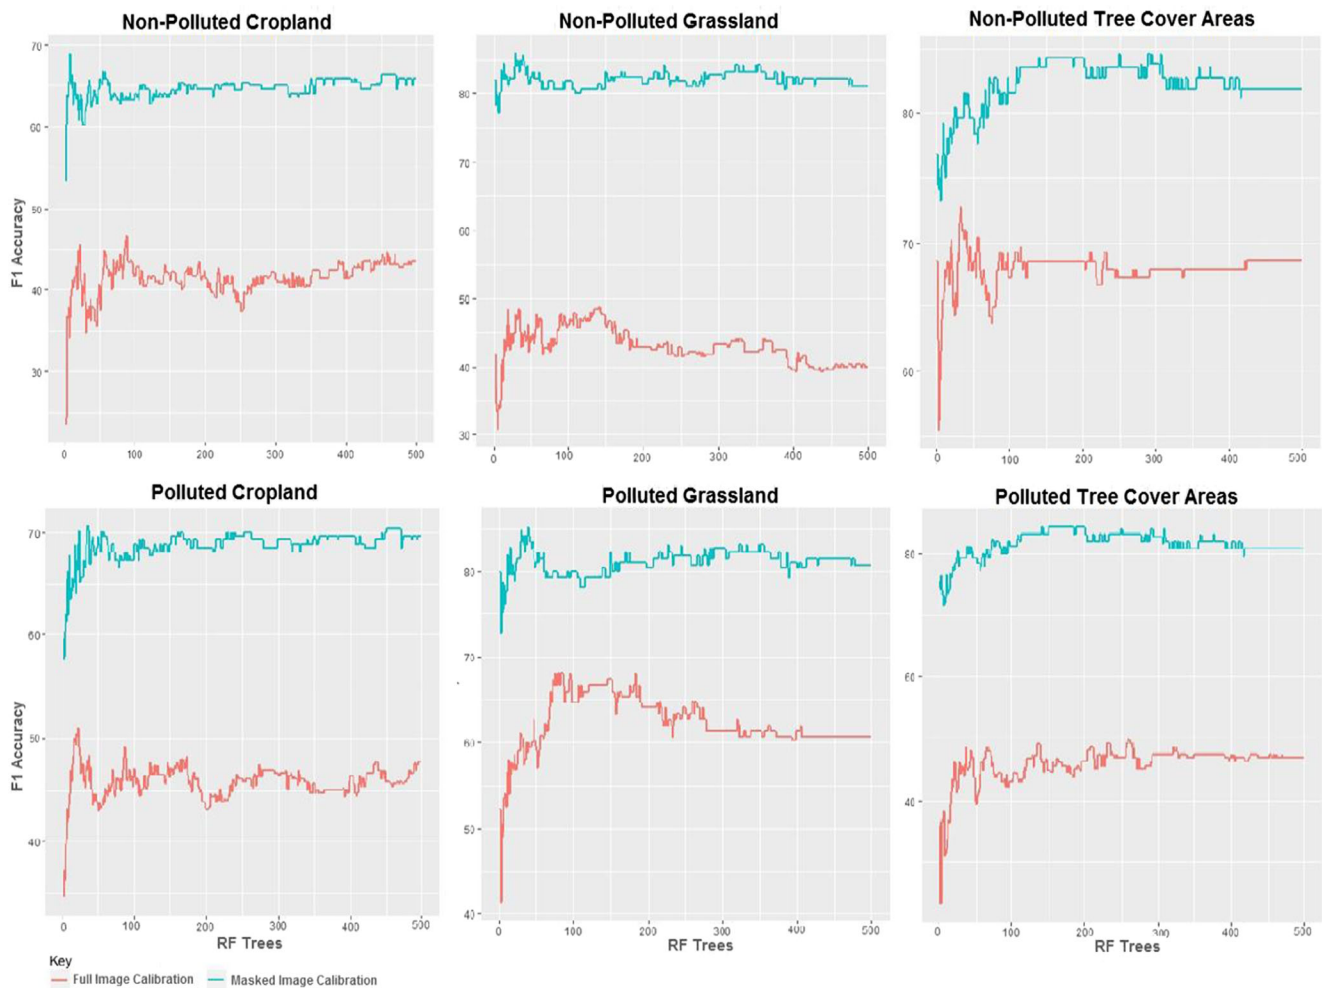 Non-Polluted Cropland
Non-Polluted Grassland
Non-Polluted Tree Cover Areas
F1 Accuracy
70
60
50
40
30
0 100 200 300 400 500
80
70
60
50
40
30
0 100 200 300 400 500
80
70
60
0 100 200 300 400 500
Polluted Cropland
Polluted Grassland
Polluted Tree Cover Areas
F1 Accuracy
70
60
50
40
0 100 200 300 400 500
RF Trees
80
70
60
50
40
0 100 200 300 400 500
80
60
40
0 100 200 300 400 500
RF Trees
Key
Full Image Calibration
Masked Image Calibration